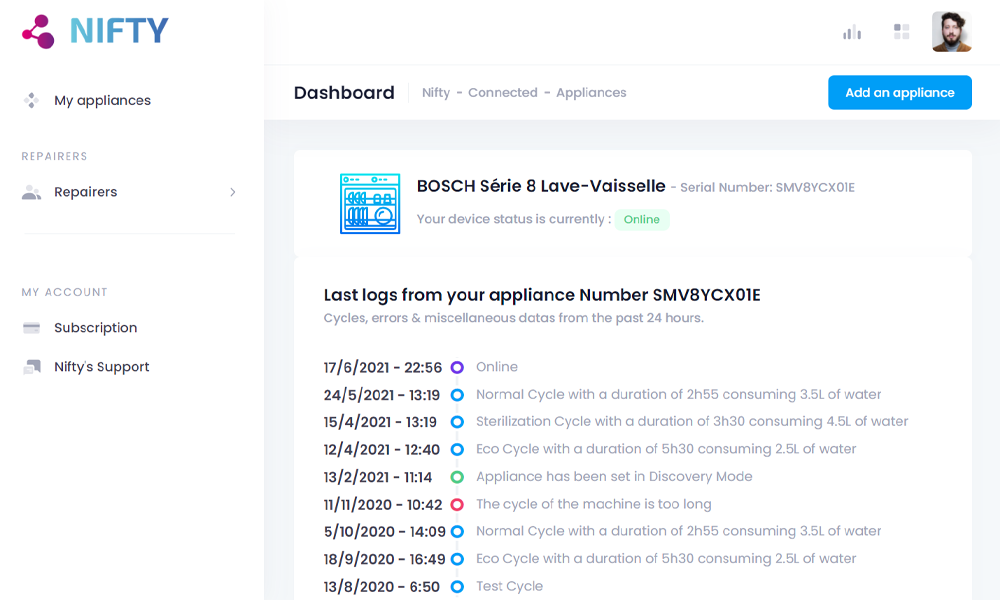 NIFTY
My appliances
REPAIRERS
Repairers
MY ACCOUNT
Subscription
Nifty's Support
Dashboard
Nifty - Connected - Appliances
Add an appliance
BOSCH Série 8 Lave-Vaisselle - Serial Number: SMV8YCX01E
Your device status is currently : Online
Last logs from your appliance Number SMV8YCX01E
Cycles, errors & miscellaneous datas from the past 24 hours.
17/6/2021 - 22:56 Online
24/5/2021 - 13:19 Normal Cycle with a duration of 2h55 consuming 3.5L of water
15/4/2021 - 13:19 Sterilization Cycle with a duration of 3h30 consuming 4.5L of water
12/4/2021 - 12:40 Eco Cycle with a duration of 5h30 consuming 2.5L of water
13/2/2021 - 11:14 Appliance has been set in Discovery Mode
11/11/2020 - 10:42 The cycle of the machine is too long
5/10/2020 - 14:09 Normal Cycle with a duration of 2h55 consuming 3.5L of water
18/9/2020 - 16:49 Eco Cycle with a duration of 5h30 consuming 2.5L of water
13/8/2020 - 6:50 Test Cycle